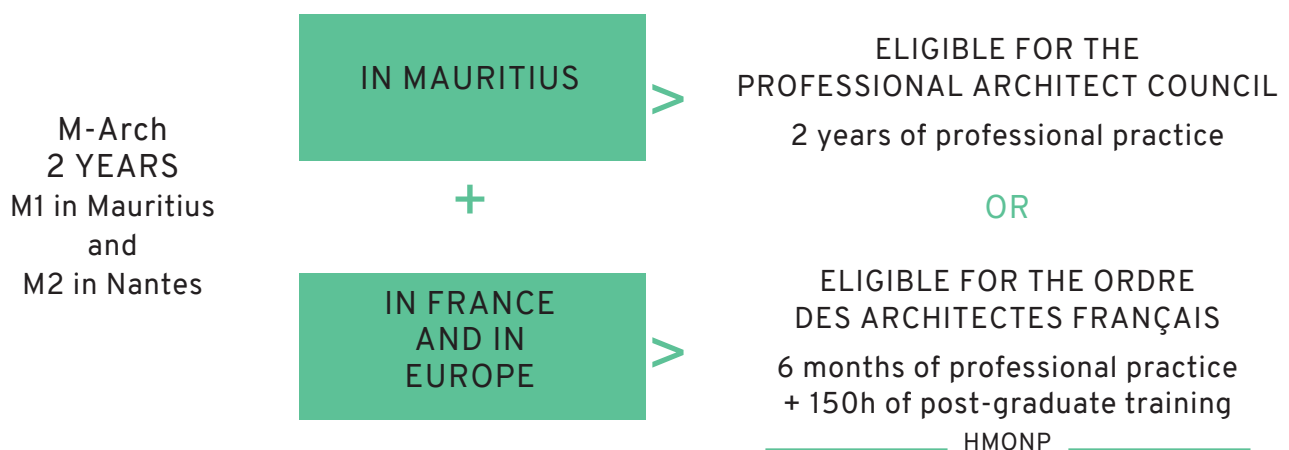 M-Arch
2 YEARS
M1 in Mauritius
and
M2 in Nantes
IN MAURITIUS
>
ELIGIBLE FOR THE
PROFESSIONAL ARCHITECT COUNCIL
2 years of professional practice
+
OR
IN FRANCE
AND IN
EUROPE
>
ELIGIBLE FOR THE ORDRE
DES ARCHITECTES FRANÇAIS
6 months of professional practice
+ 150h of post-graduate training
HMONP